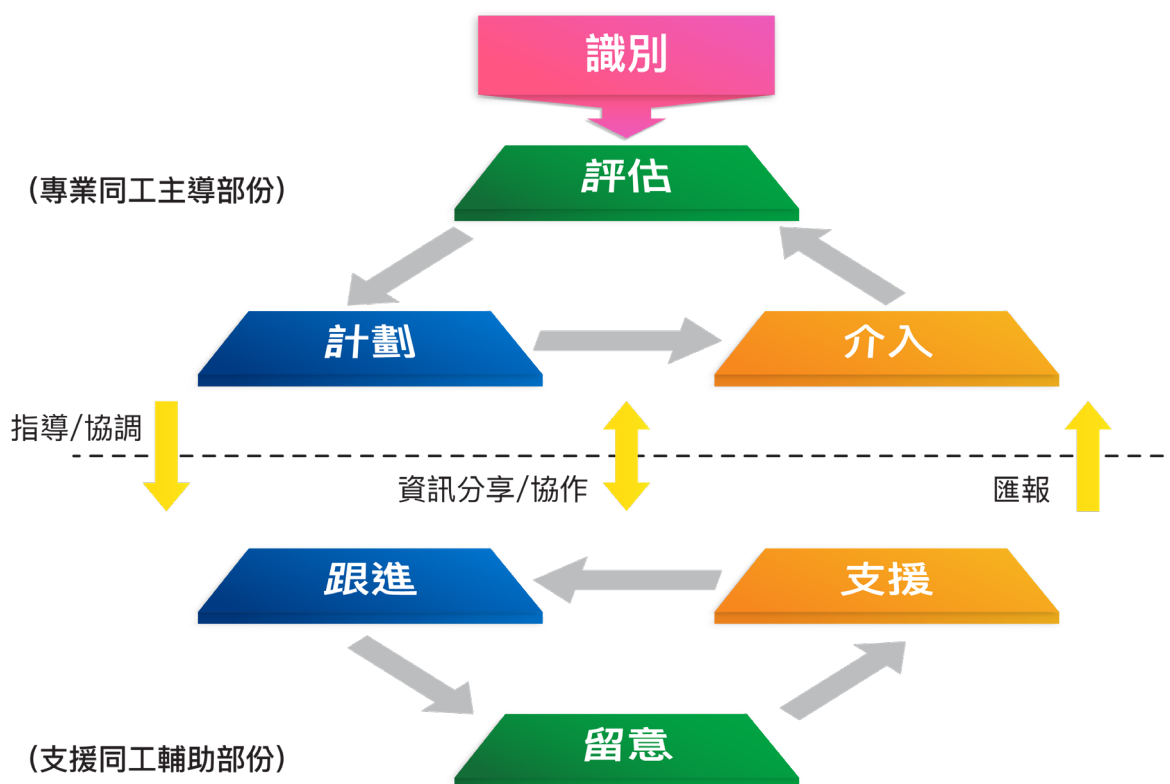 識別
評估
（專業同工主導部份）
計劃
介入
指導/協調
資訊分享/協作
匯報
跟進
支援
留意
（支援同工輔助部份）